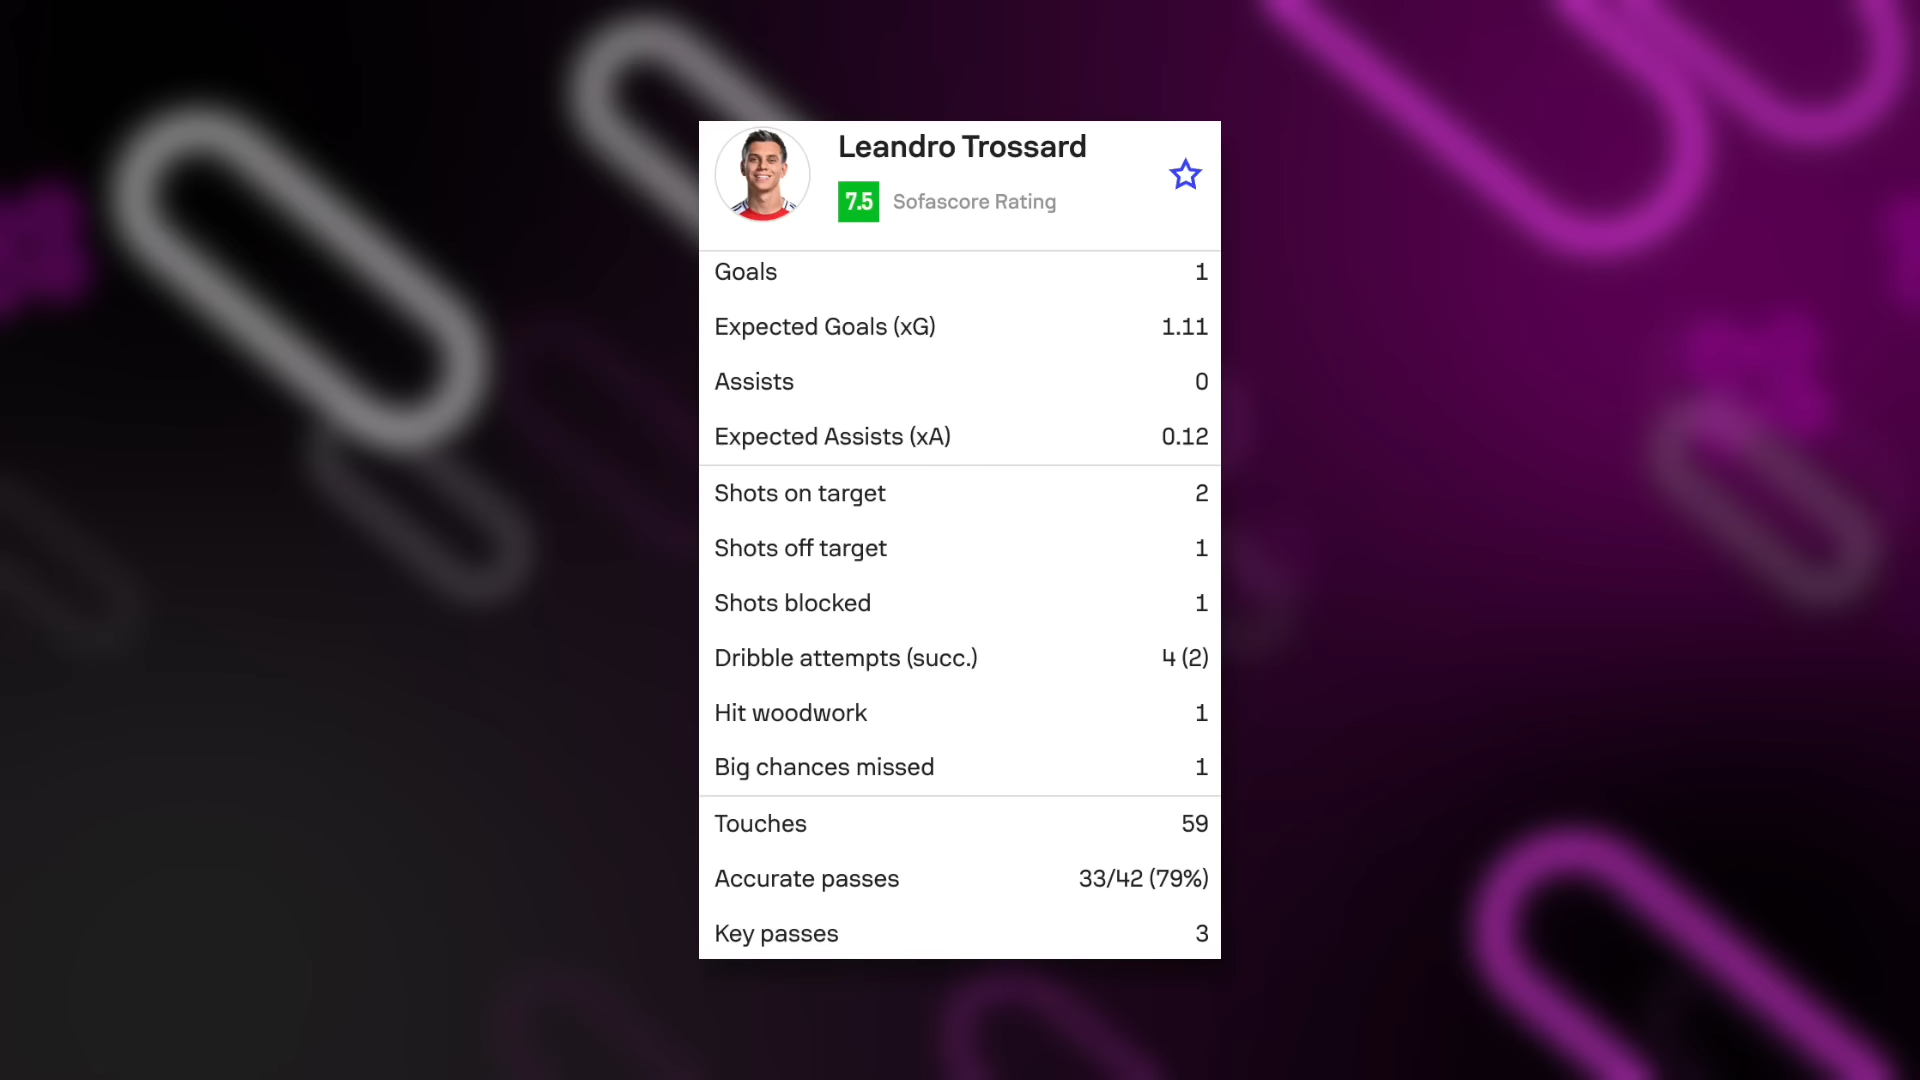 Leandro Trossard
7.5 Sofascore Rating
Goals 1
Expected Goals (xG) 1.11
Assists 0
Expected Assists (xA) 0.12
Shots on target 2
Shots off target 1
Shots blocked 1
Dribble attempts (succ.) 4 (2)
Hit woodwork 1
Big chances missed 1
Touches 59
Accurate passes 33/42 (79%)
Key passes 3